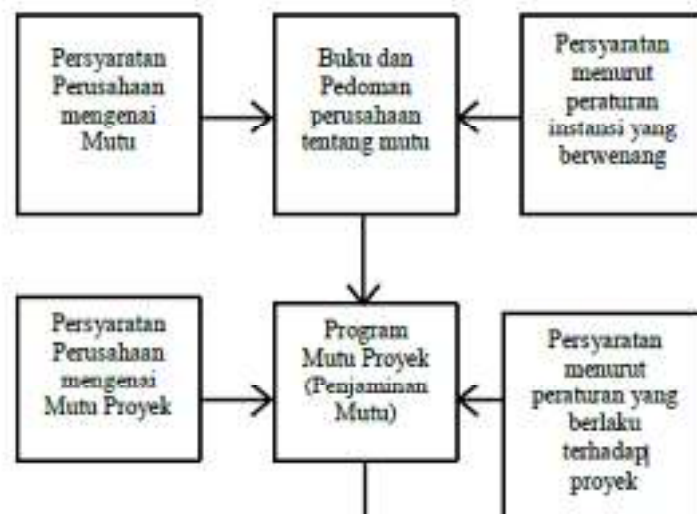 Persyaratan
Perusahaan
mengenai
Mutu
Buku dan
Pedoman
perusahaan
tentang mutu
Persyaratan
menurut
peraturan
instansi yang
berwenang
Persyaratan
Perusahaan
mengenai
Mutu Proyek
Program
Mutu Proyek
(Penjaminan
Mutu)
Persyaratan
menurut
peraturan yang
berlaku
terhadap
proyek